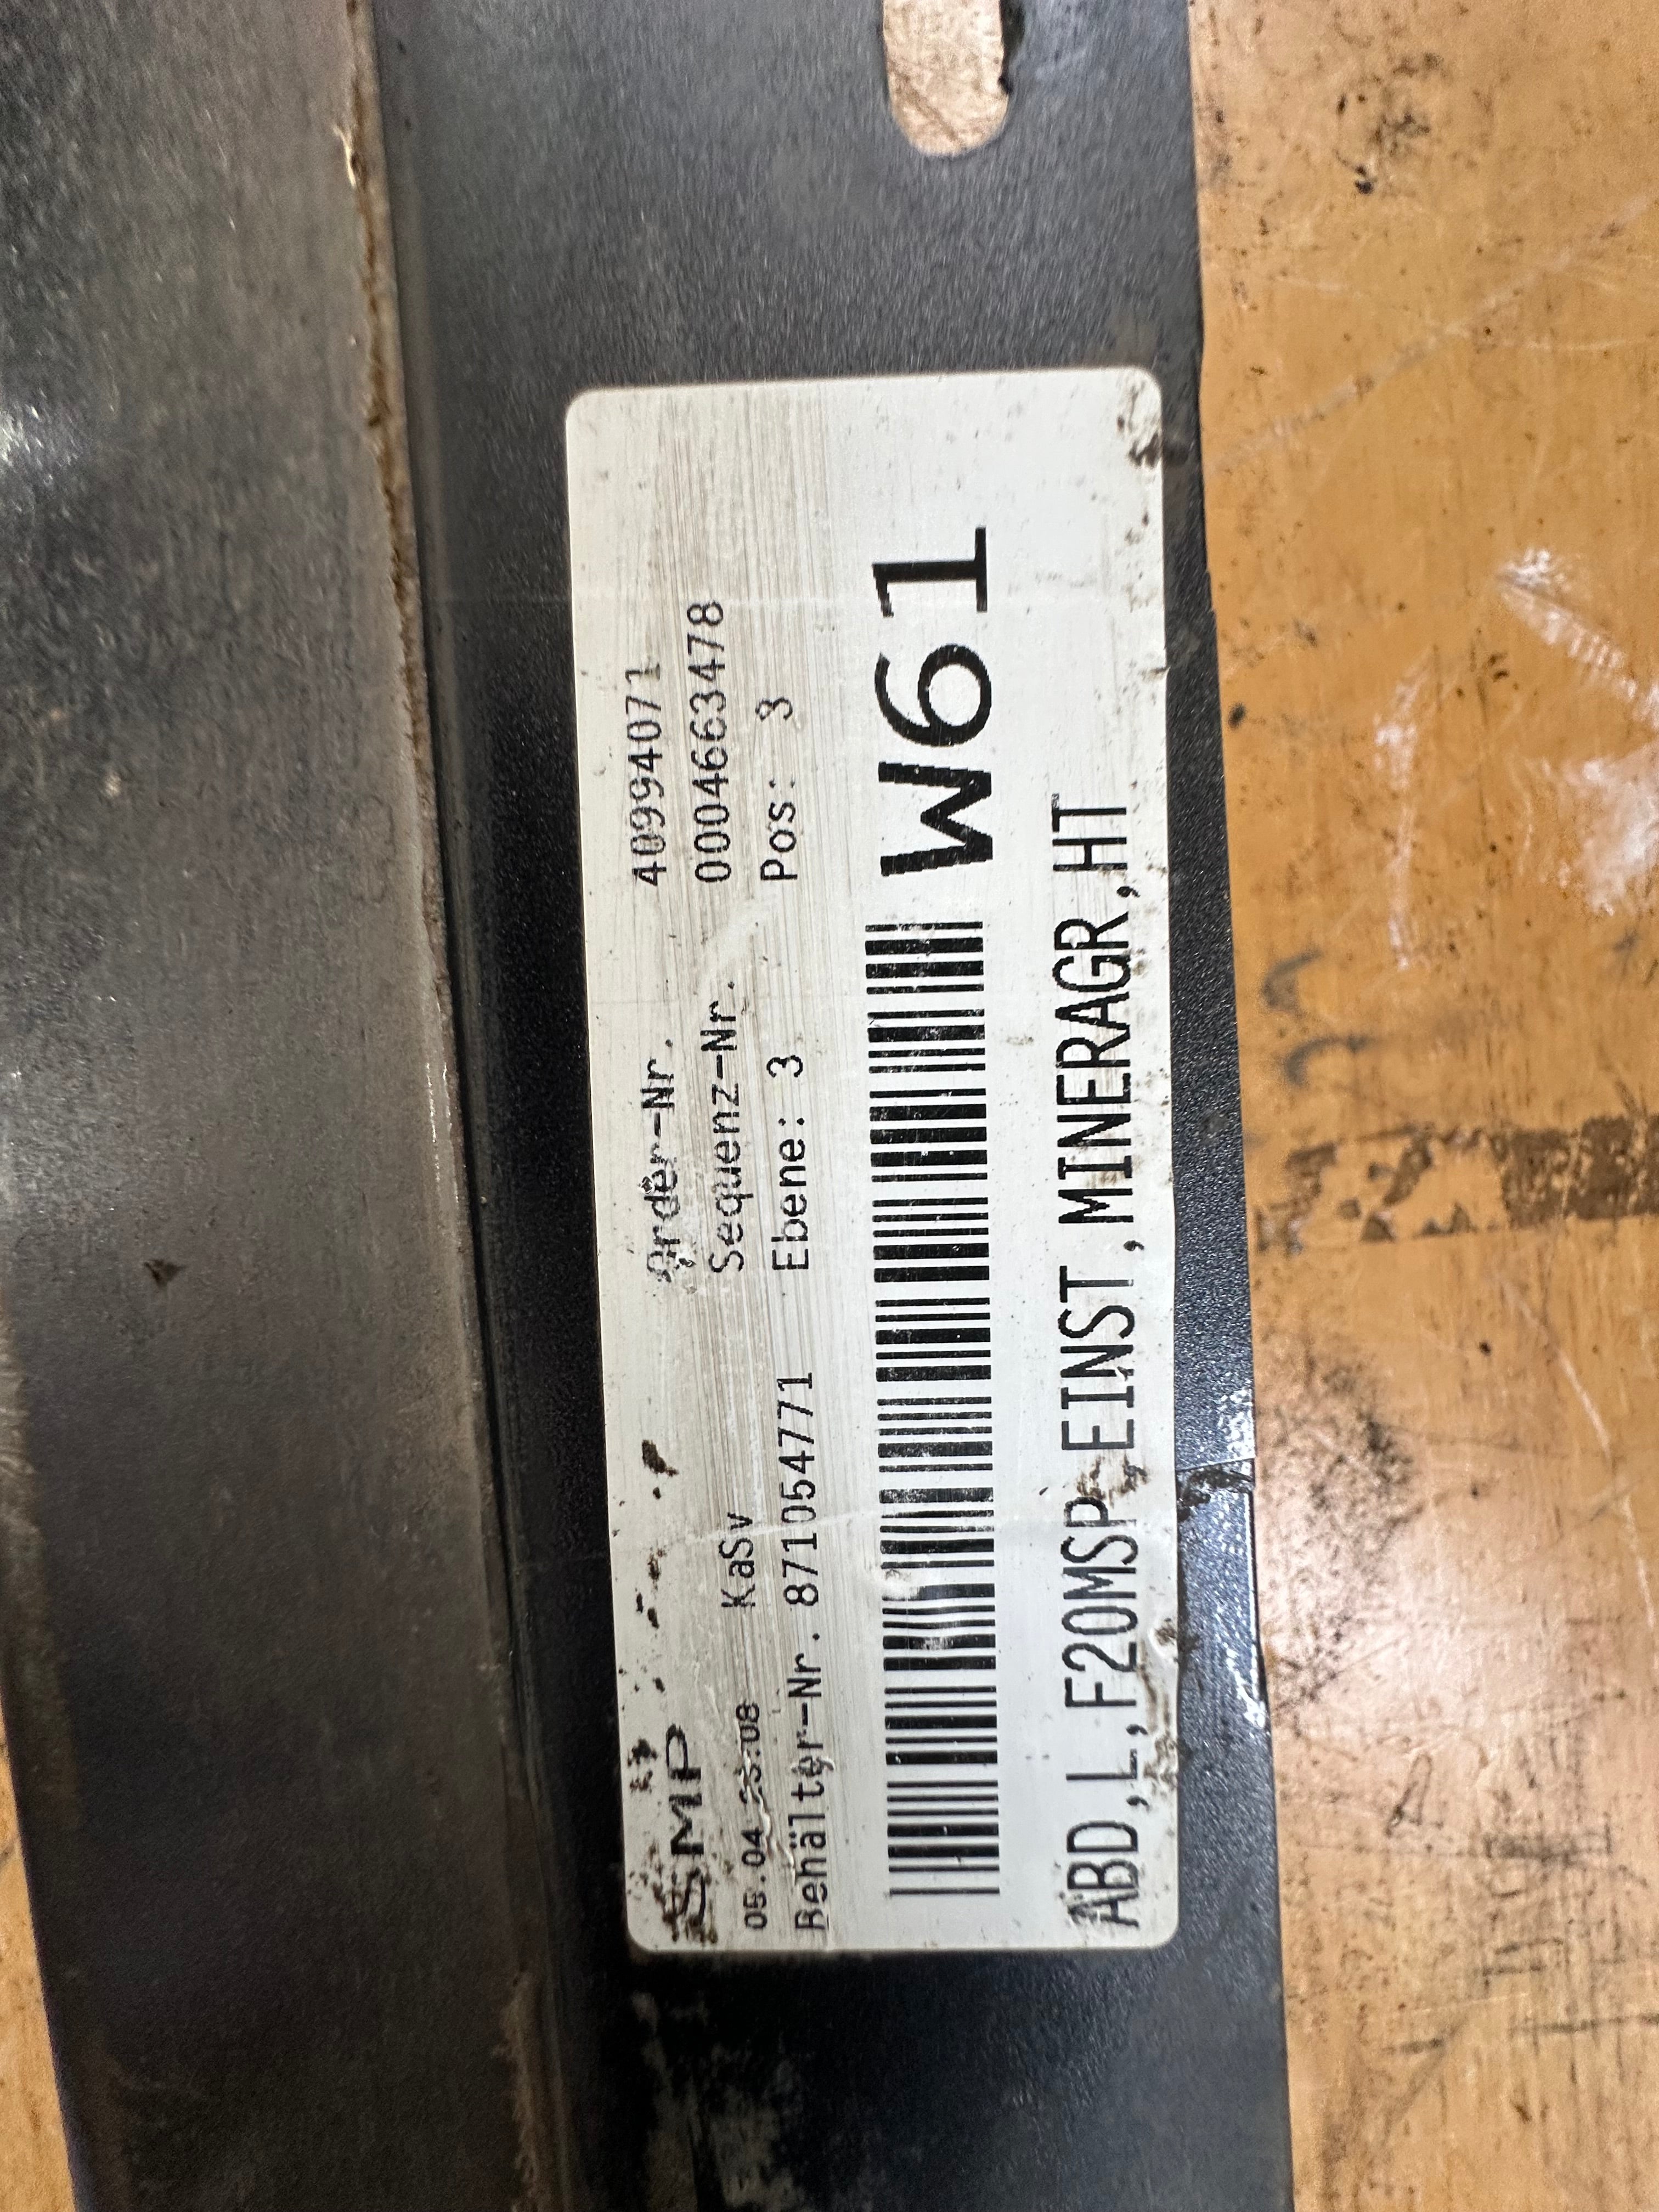 SMP
Order-Nr. 40994071
05.04 23:08 KaSv Sequenz-Nr. 0004663478
Behälter-Nr. 871054771 Ebene: 3 Pos: 3
W61
ABD,L,F20MSP,EINST,MINERAGR,HT